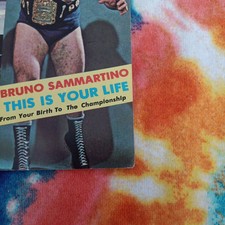 BRUNO SAMMARTINO
THIS IS YOUR LIFE
From Your Birth To The Championship